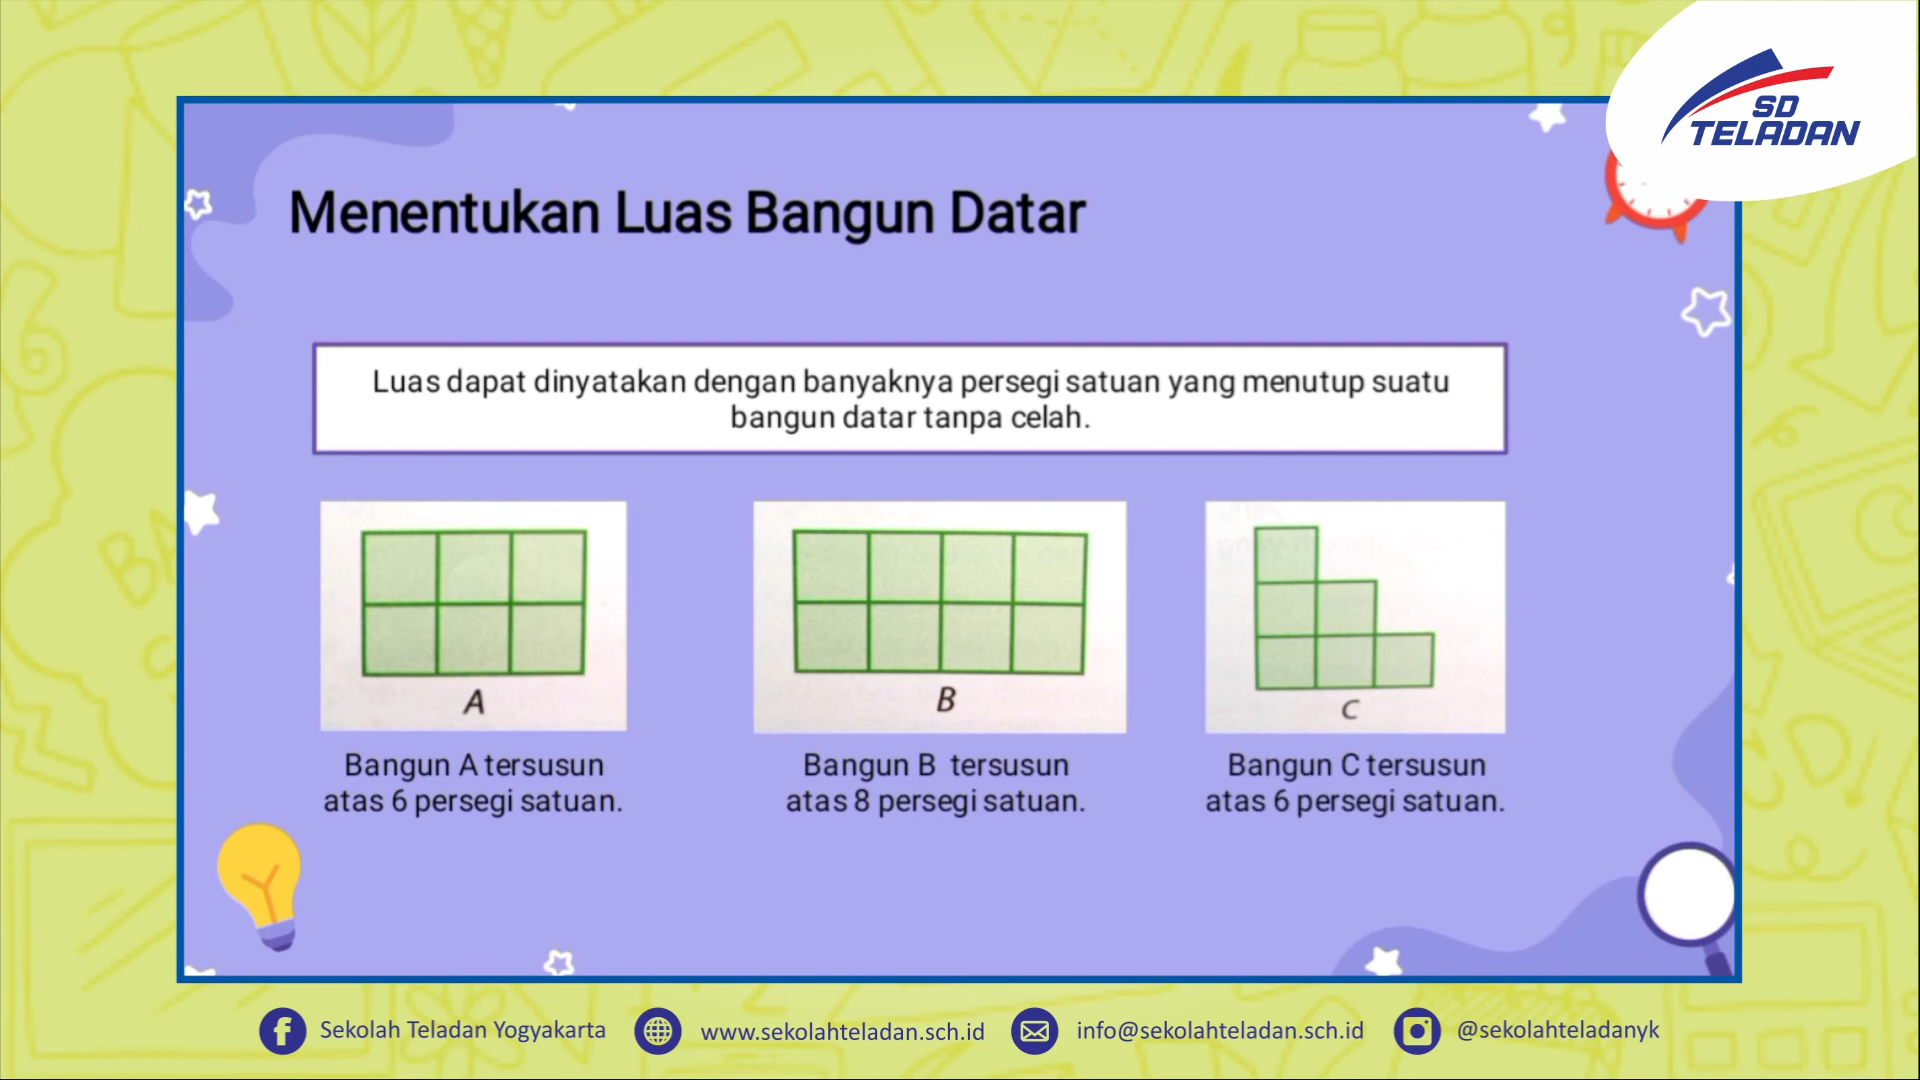 SD
TELADAN
Menentukan Luas Bangun Datar
Luas dapat dinyatakan dengan banyaknya persegi satuan yang menutup suatu
bangun datar tanpa celah.
A
B
C
Bangun A tersusun
atas 6 persegi satuan.
Bangun B tersusun
atas 8 persegi satuan.
Bangun C tersusun
atas 6 persegi satuan.
Sekolah Teladan Yogyakarta
www.sekolahteladan.sch.id
info@sekolahteladan.sch.id
@sekolahteladanyk